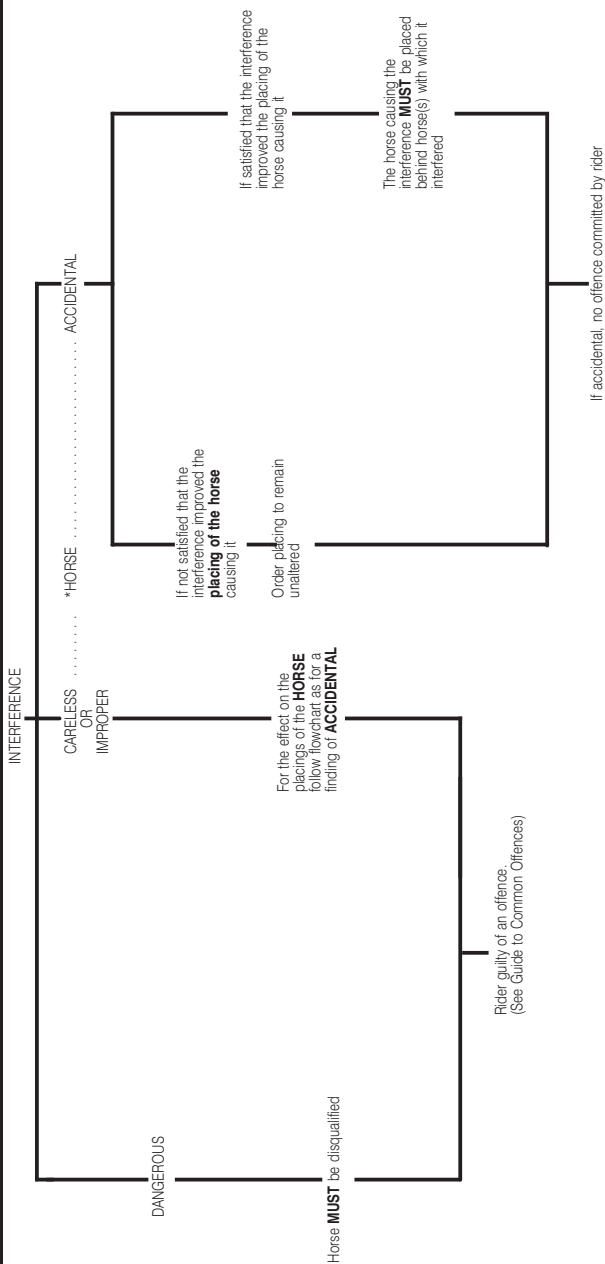 INTERFERENCE
DANGEROUS
Horse MUST be disqualified
CARELESS ........ *HORSE .............................. ACCIDENTAL
OR
IMPROPER
For the effect on the
placings of the HORSE
follow flowchart as for a
finding of ACCIDENTAL
Rider guilty of an offence.
(See Guide to Common Offences)
If not satisfied that the
interference improved the
placing of the horse
causing it
Order placing to remain
unaltered
If satisfied that the interference
improved the placing of the
horse causing it
The horse causing the
interference MUST be placed
behind horse(s) with which it
interfered
If accidental, no offence committed by rider